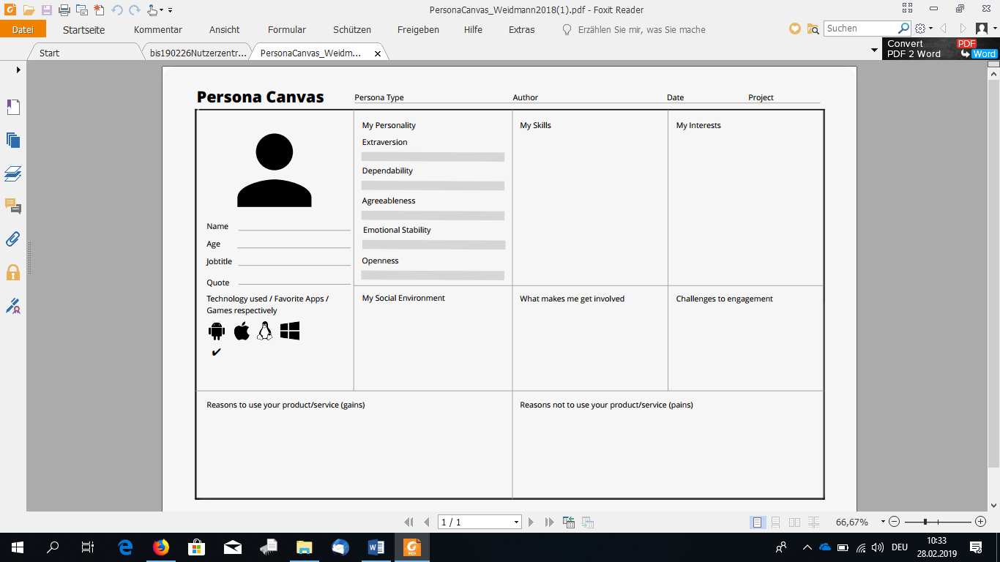 PersonaCanvas_Weidmann2018(1).pdf - Foxit Reader
Datei Startseite Kommentar Ansicht Formular Schützen Freigeben Hilfe Extras Erzählen Sie mir, was Sie mache Suchen
Start bis190226Nutzerzentr... PersonaCanvas_Weidm...
Convert PDF
PDF 2 Word Word
Persona Canvas Persona Type Author Date Project
My Personality
Extraversion
Dependability
Agreeableness
Emotional Stability
Openness
My Skills
My Interests
Name
Age
Jobtitle
Quote
Technology used / Favorite Apps /
Games respectively
My Social Environment
What makes me get involved
Challenges to engagement
Reasons to use your product/service (gains)
Reasons not to use your product/service (pains)
1 / 1
66,67%
DEU
10:33
28.02.2019